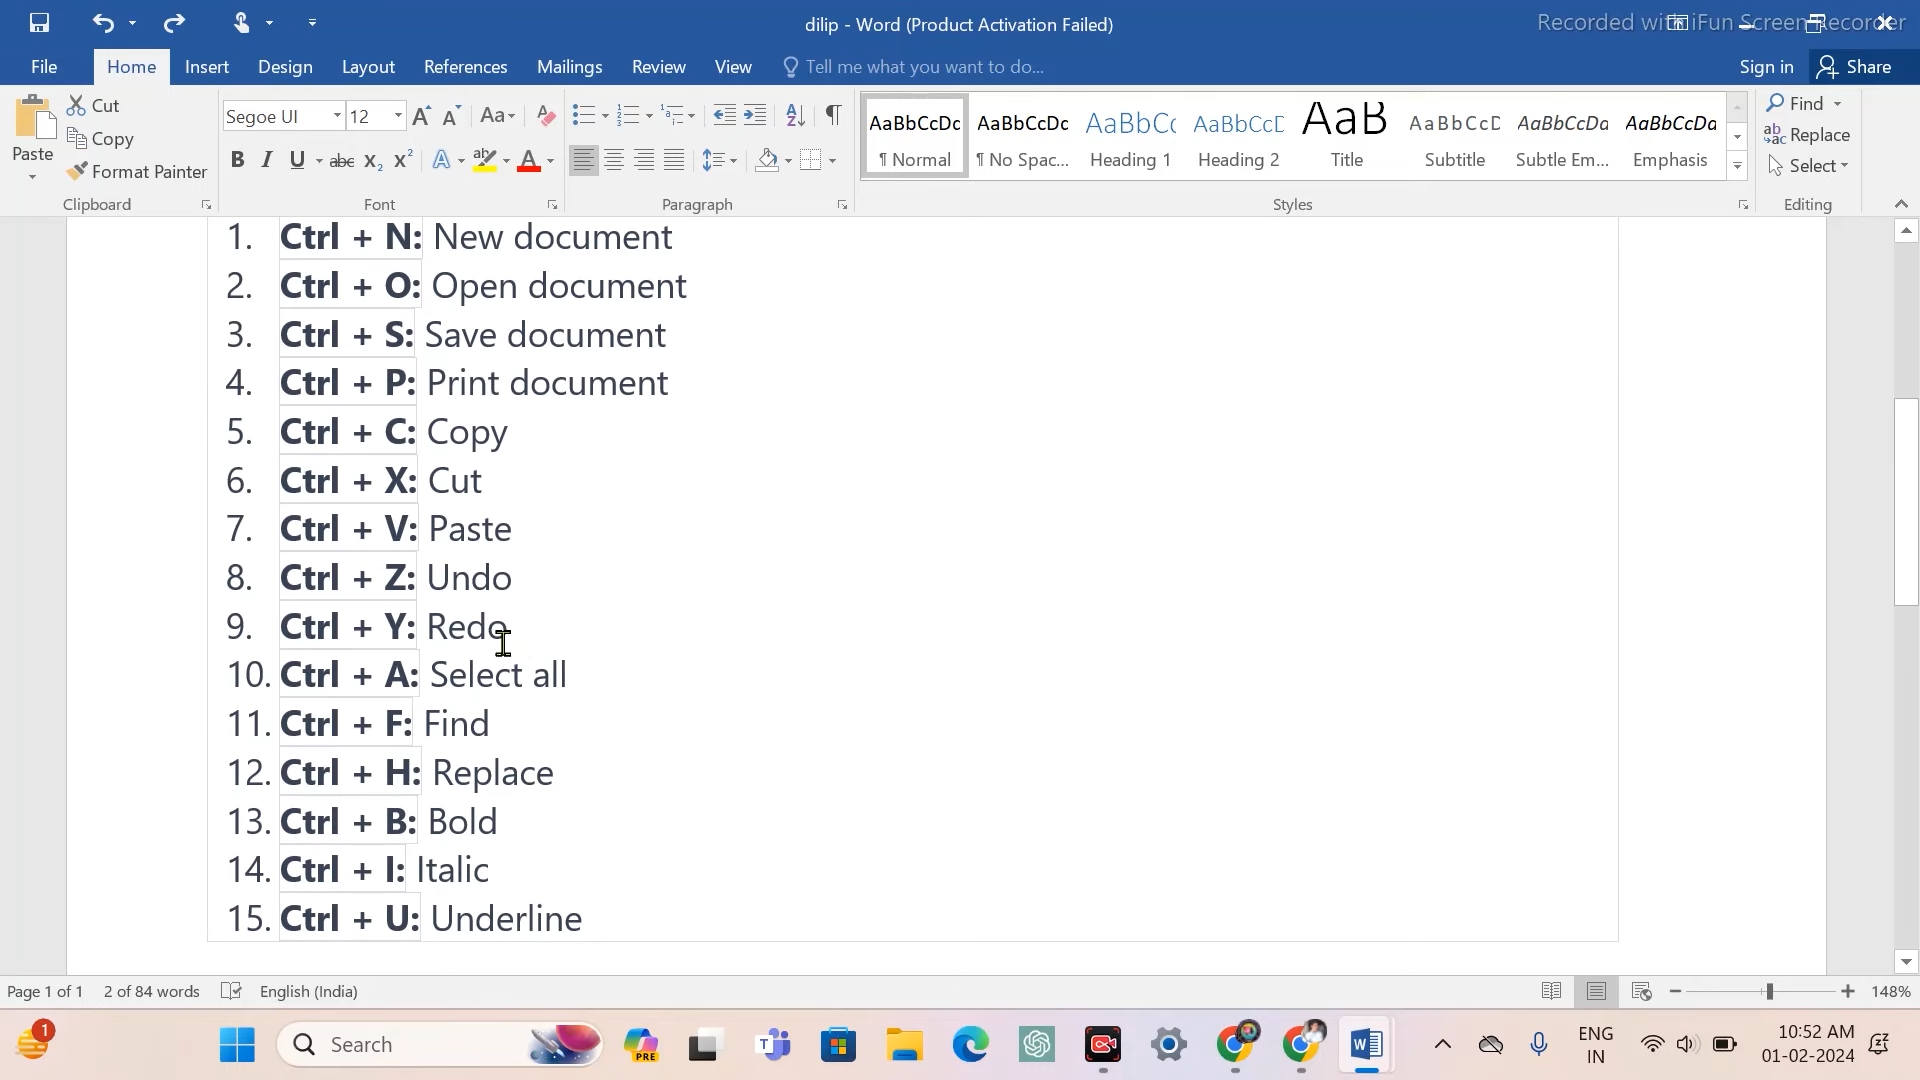 dilip - Word (Product Activation Failed)
Recorded with iFun Screen Recorder
File Home Insert Design Layout References Mailings Review View Tell me what you want to do... Sign in Share
Paste
Cut
Copy
Format Painter
Clipboard
Segoe UI 12
Font
Paragraph
AaBbCcDc AaBbCcDc AaBbCc AaBbCcD AaB AaBbCcD AaBbCcDa AaBbCcDa
¶ Normal ¶ No Spac... Heading 1 Heading 2 Title Subtitle Subtle Em... Emphasis
Styles
Find
Replace
Select
Editing
1. Ctrl + N: New document
2. Ctrl + O: Open document
3. Ctrl + S: Save document
4. Ctrl + P: Print document
5. Ctrl + C: Copy
6. Ctrl + X: Cut
7. Ctrl + V: Paste
8. Ctrl + Z: Undo
9. Ctrl + Y: Redo
10. Ctrl + A: Select all
11. Ctrl + F: Find
12. Ctrl + H: Replace
13. Ctrl + B: Bold
14. Ctrl + I: Italic
15. Ctrl + U: Underline
Page 1 of 1 2 of 84 words English (India) 148%
1 Search PRE ENG IN 10:52 AM
01-02-2024